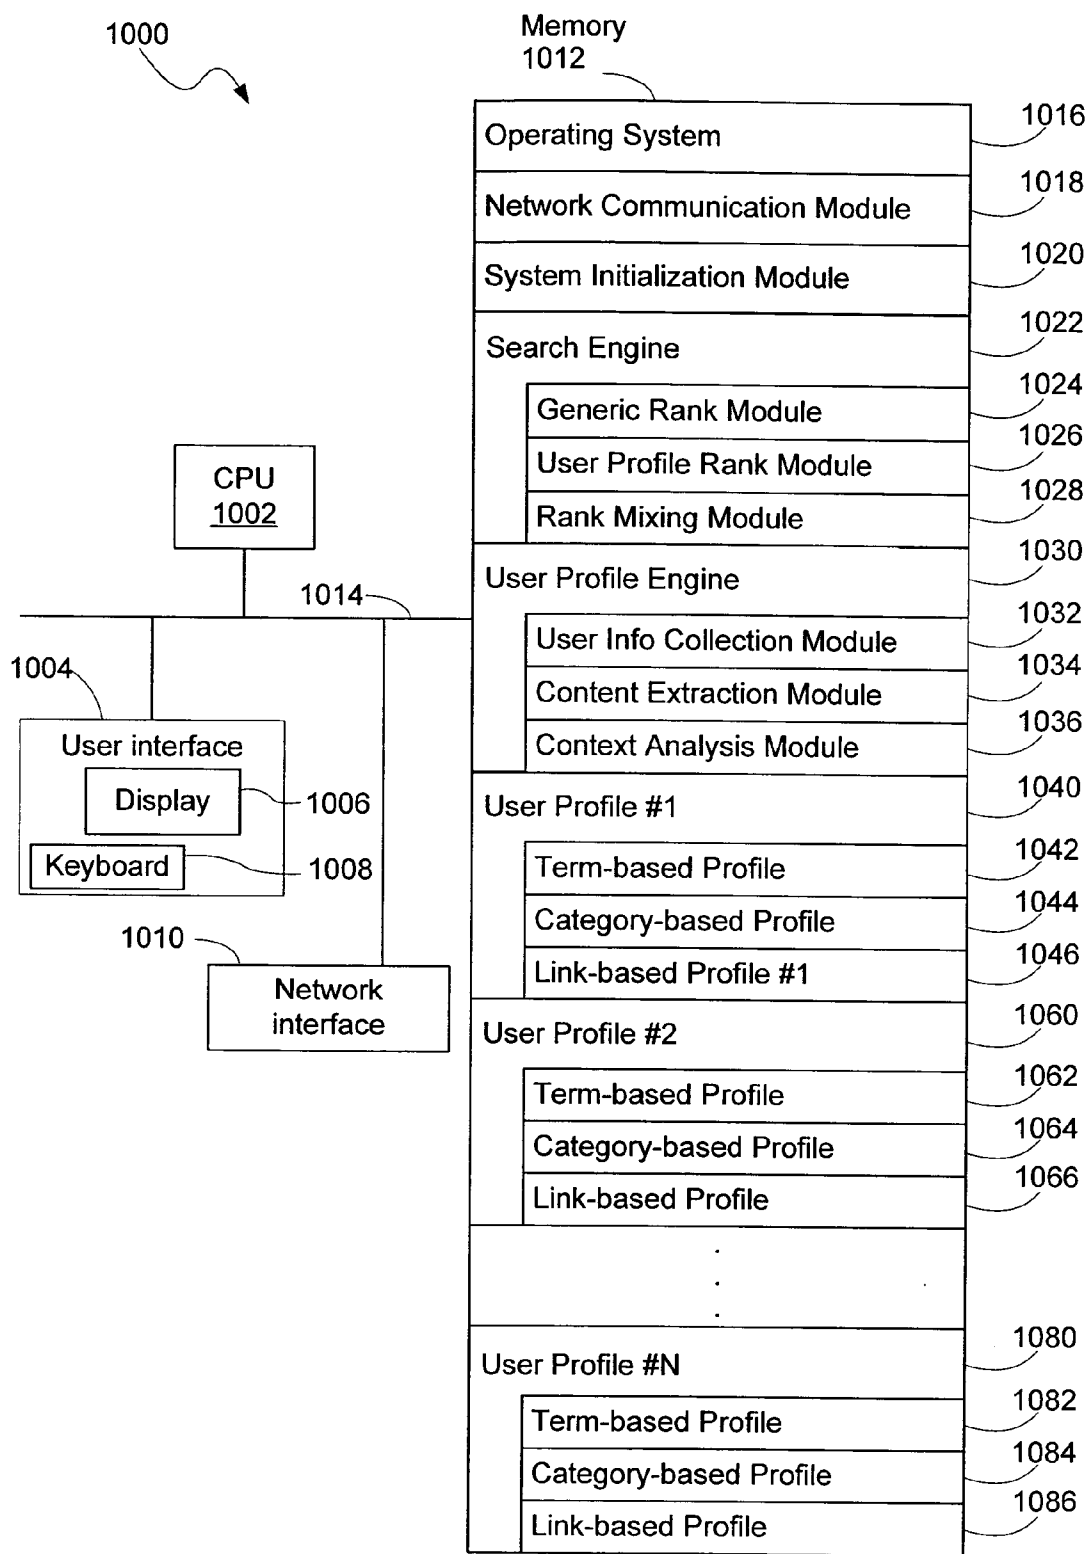 1000
Memory
1012
Operating System
1016
Network Communication Module
1018
System Initialization Module
1020
Search Engine
1022
Generic Rank Module
1024
User Profile Rank Module
1026
Rank Mixing Module
1028
User Profile Engine
1030
User Info Collection Module
1032
Content Extraction Module
1034
Context Analysis Module
1036
User Profile #1
1040
Term-based Profile
1042
Category-based Profile
1044
Link-based Profile #1
1046
User Profile #2
1060
Term-based Profile
1062
Category-based Profile
1064
Link-based Profile
1066
.
.
.
User Profile #N
1080
Term-based Profile
1082
Category-based Profile
1084
Link-based Profile
1086
CPU
1002
1014
1004
User interface
Display
1006
Keyboard
1008
1010
Network
interface